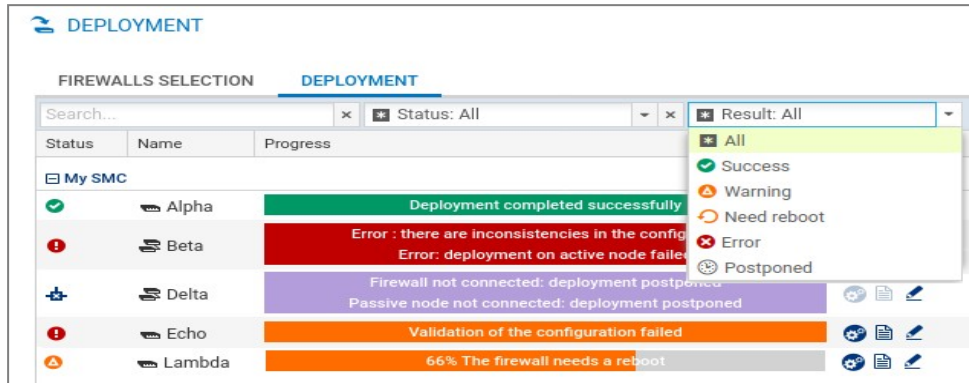 DEPLOYMENT
FIREWALLS SELECTION DEPLOYMENT
Search... Status: All Result: All
Status Name Progress
All
Success
Warning
Need reboot
Error
Postponed
My SMC
Alpha Deployment completed successfully
Beta Error : there are inconsistencies in the config
Error: deployment on active node failed
Delta Firewall not connected: deployment postponed
Passive node not connected: deployment postponed
Echo Validation of the configuration failed
Lambda 66% The firewall needs a reboot